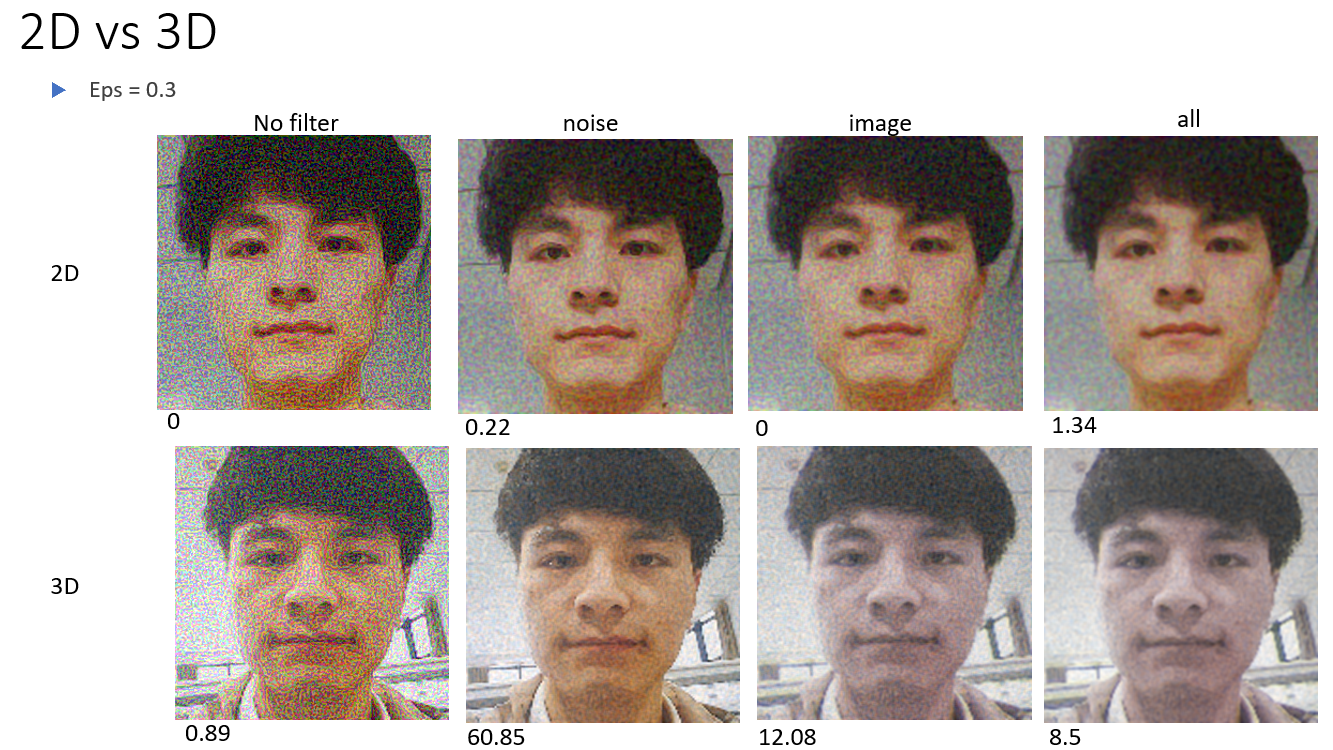 2D vs 3D
Eps = 0.3
No filter noise image all
2D
0 0.22 0 1.34
3D
0.89 60.85 12.08 8.5